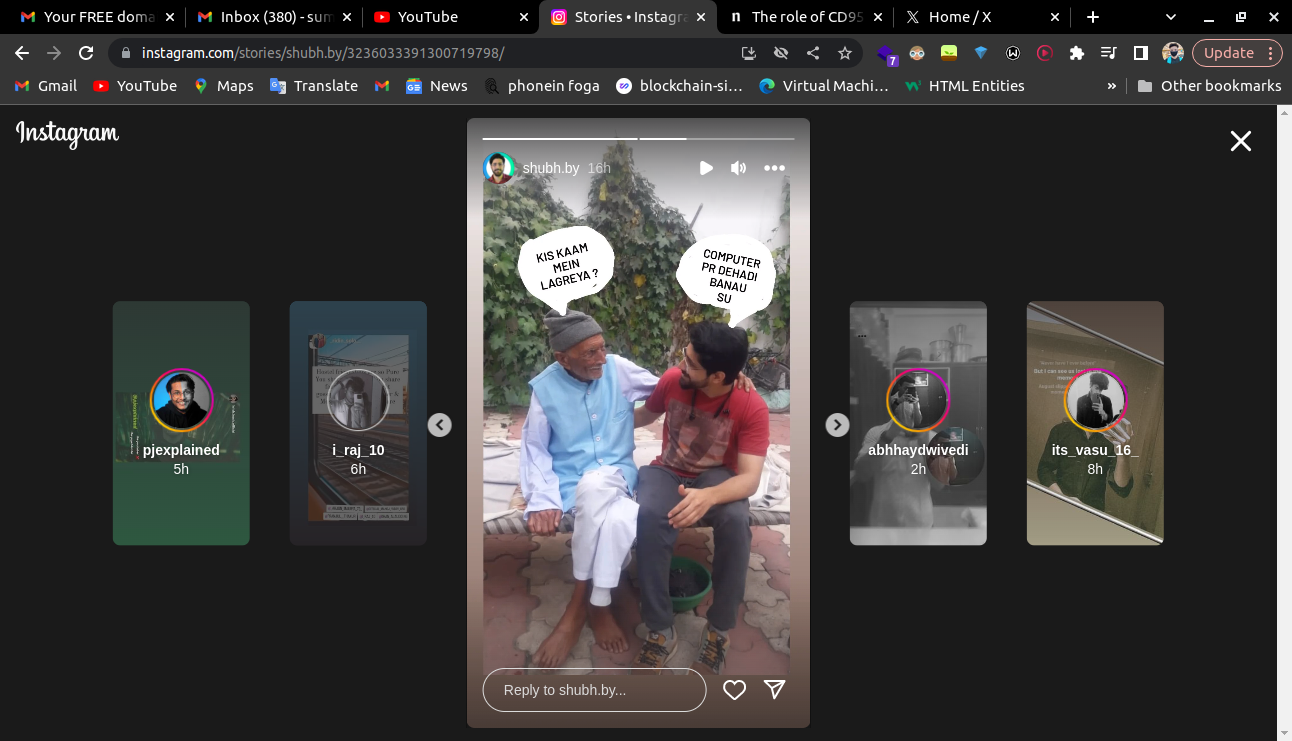 Your FREE doma
Inbox (380) - sum
YouTube
Stories • Instagra
n
The role of CD95
Home / X
instagram.com/stories/shubh.by/3236033391300719798/
7
Update
Gmail
YouTube
Maps
Translate
News
phonein foga
blockchain-si...
Virtual Machi...
HTML Entities
»
Other bookmarks
Instagram
shubh.by 16h
KIS KAAM
MEIN
LAGREYA ?
COMPUTER
PR DEHADI
BANAU
SU
pjexplained
5h
i_raj_10
6h
abhhaydwivedi
2h
its_vasu_16_
8h
Reply to shubh.by...